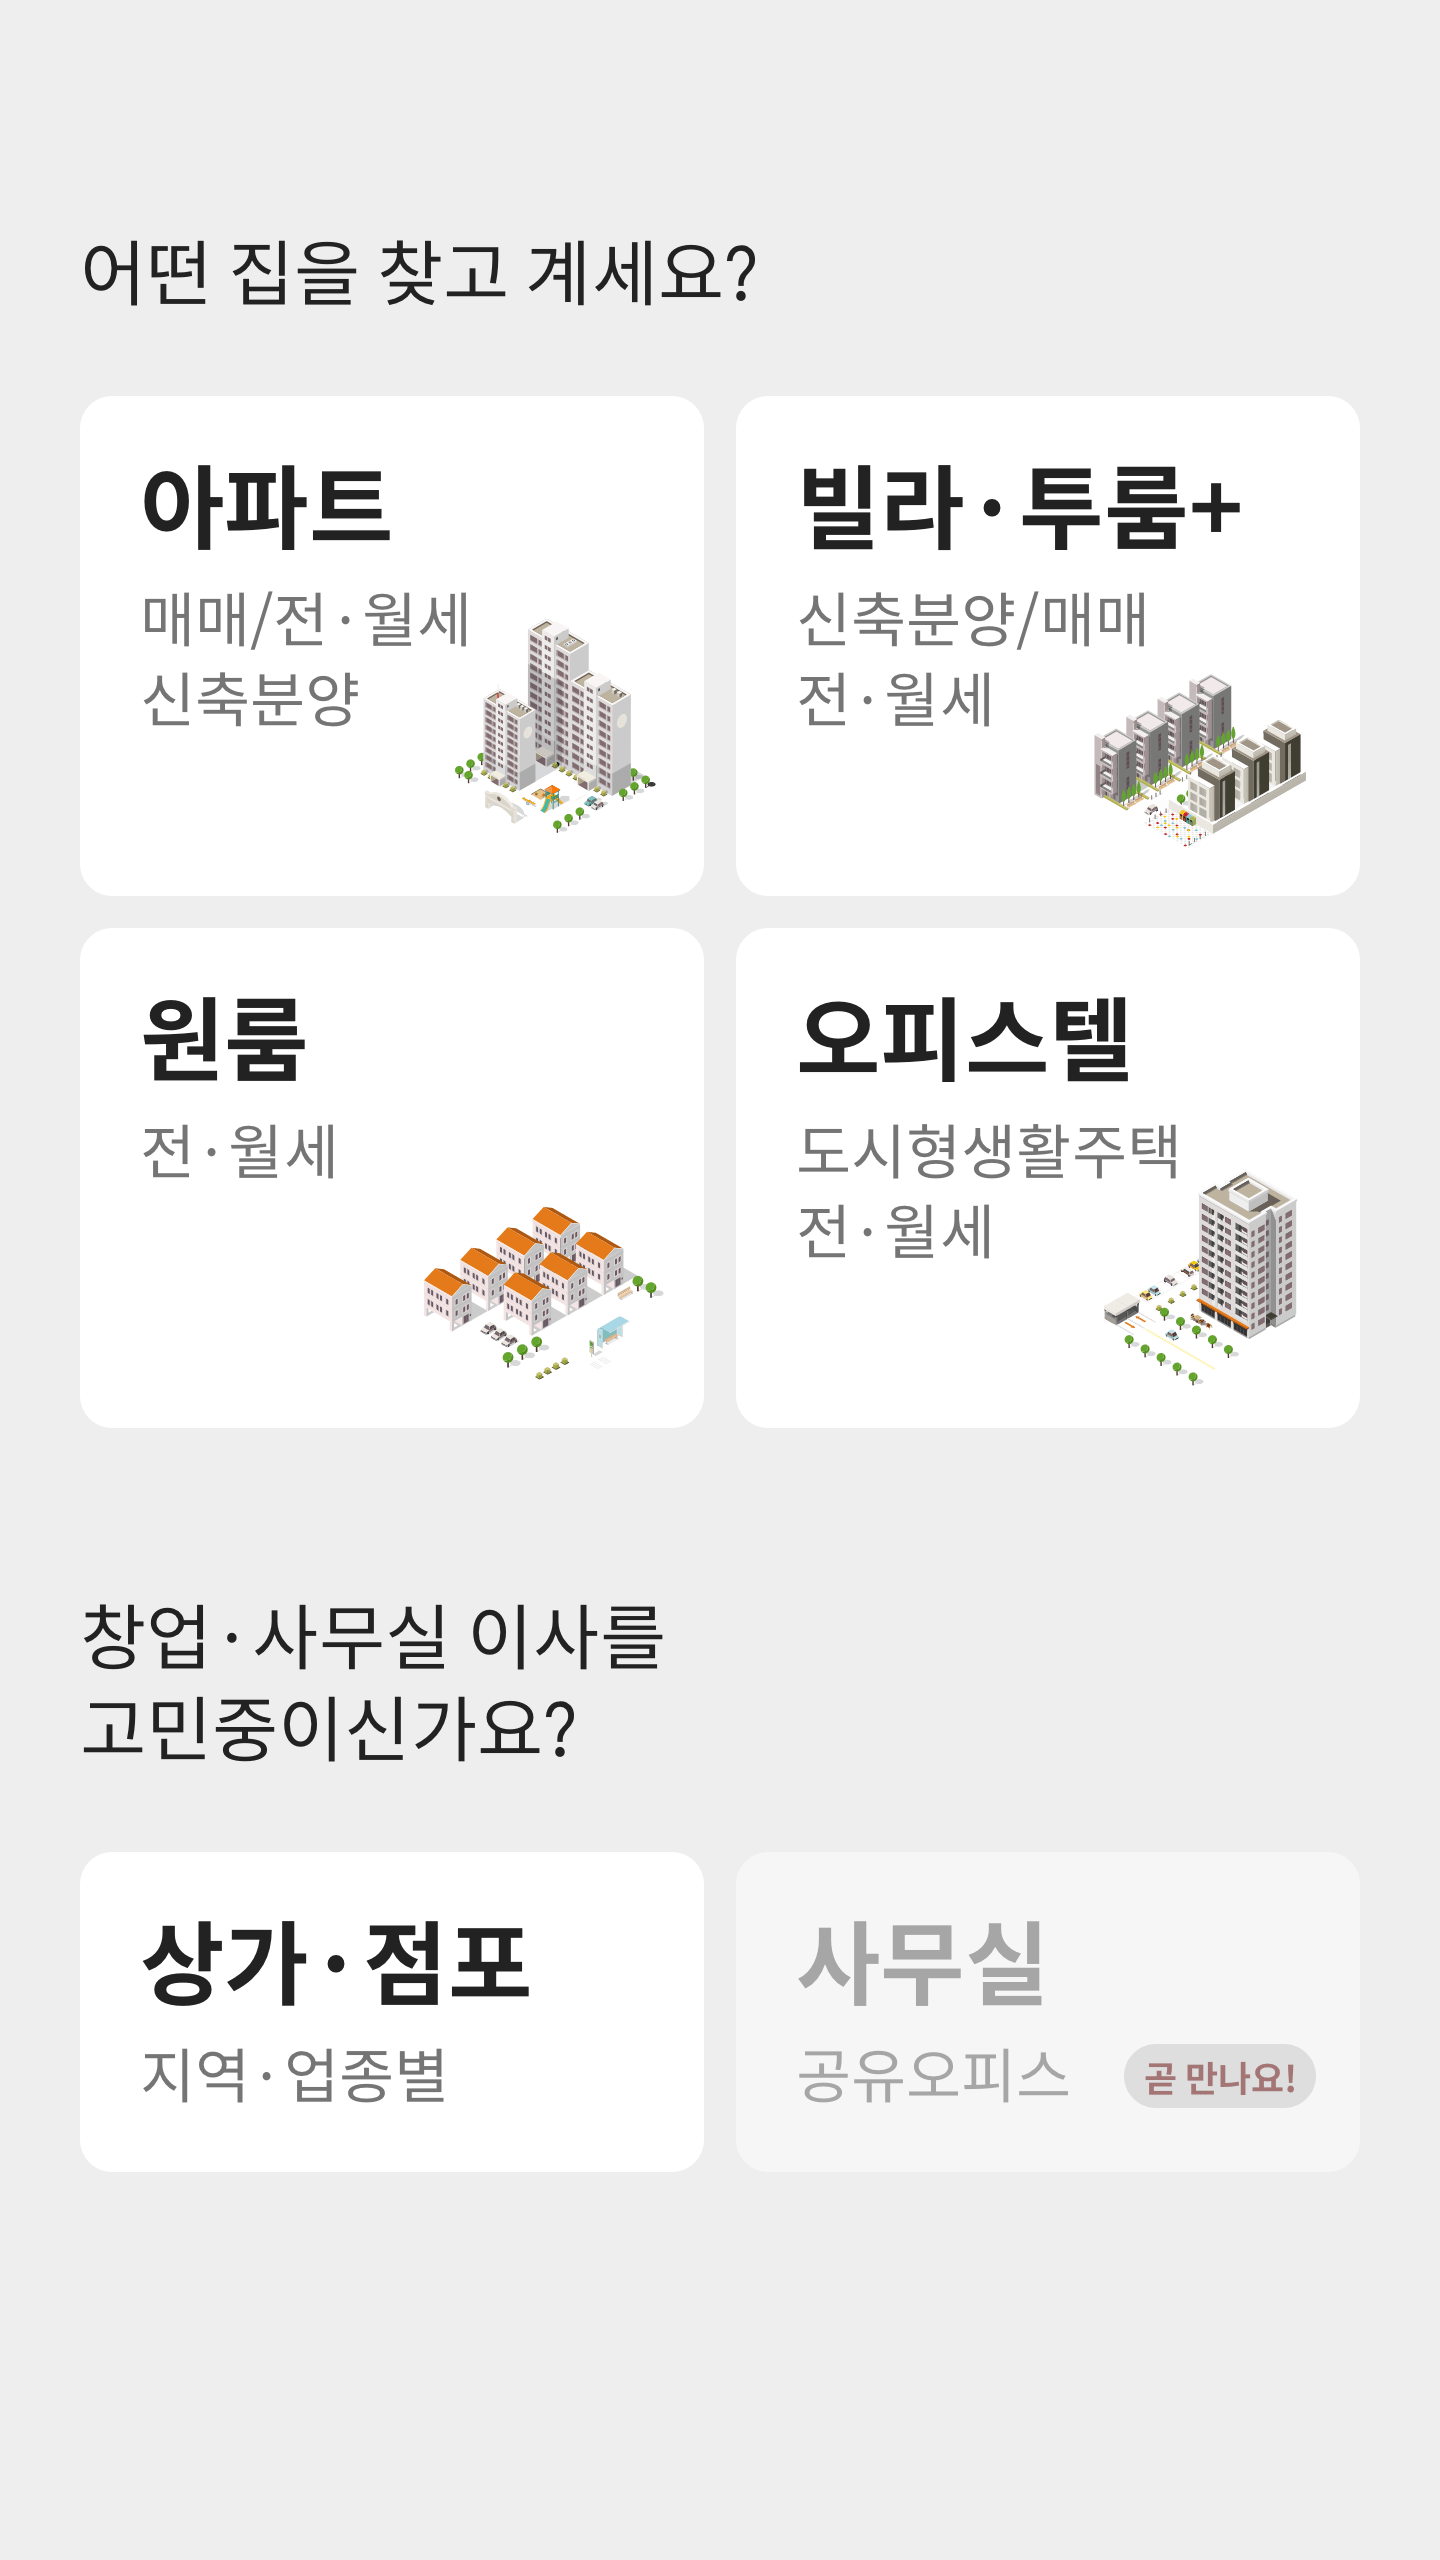 어떤 집을 찾고 계세요?
아파트
매매/전·월세
신축분양
빌라·투룸+
신축분양/매매
전·월세
원룸
전·월세
오피스텔
도시형생활주택
전·월세
창업·사무실 이사를
고민중이신가요?
상가·점포
지역·업종별
사무실
공유오피스
곧 만나요!